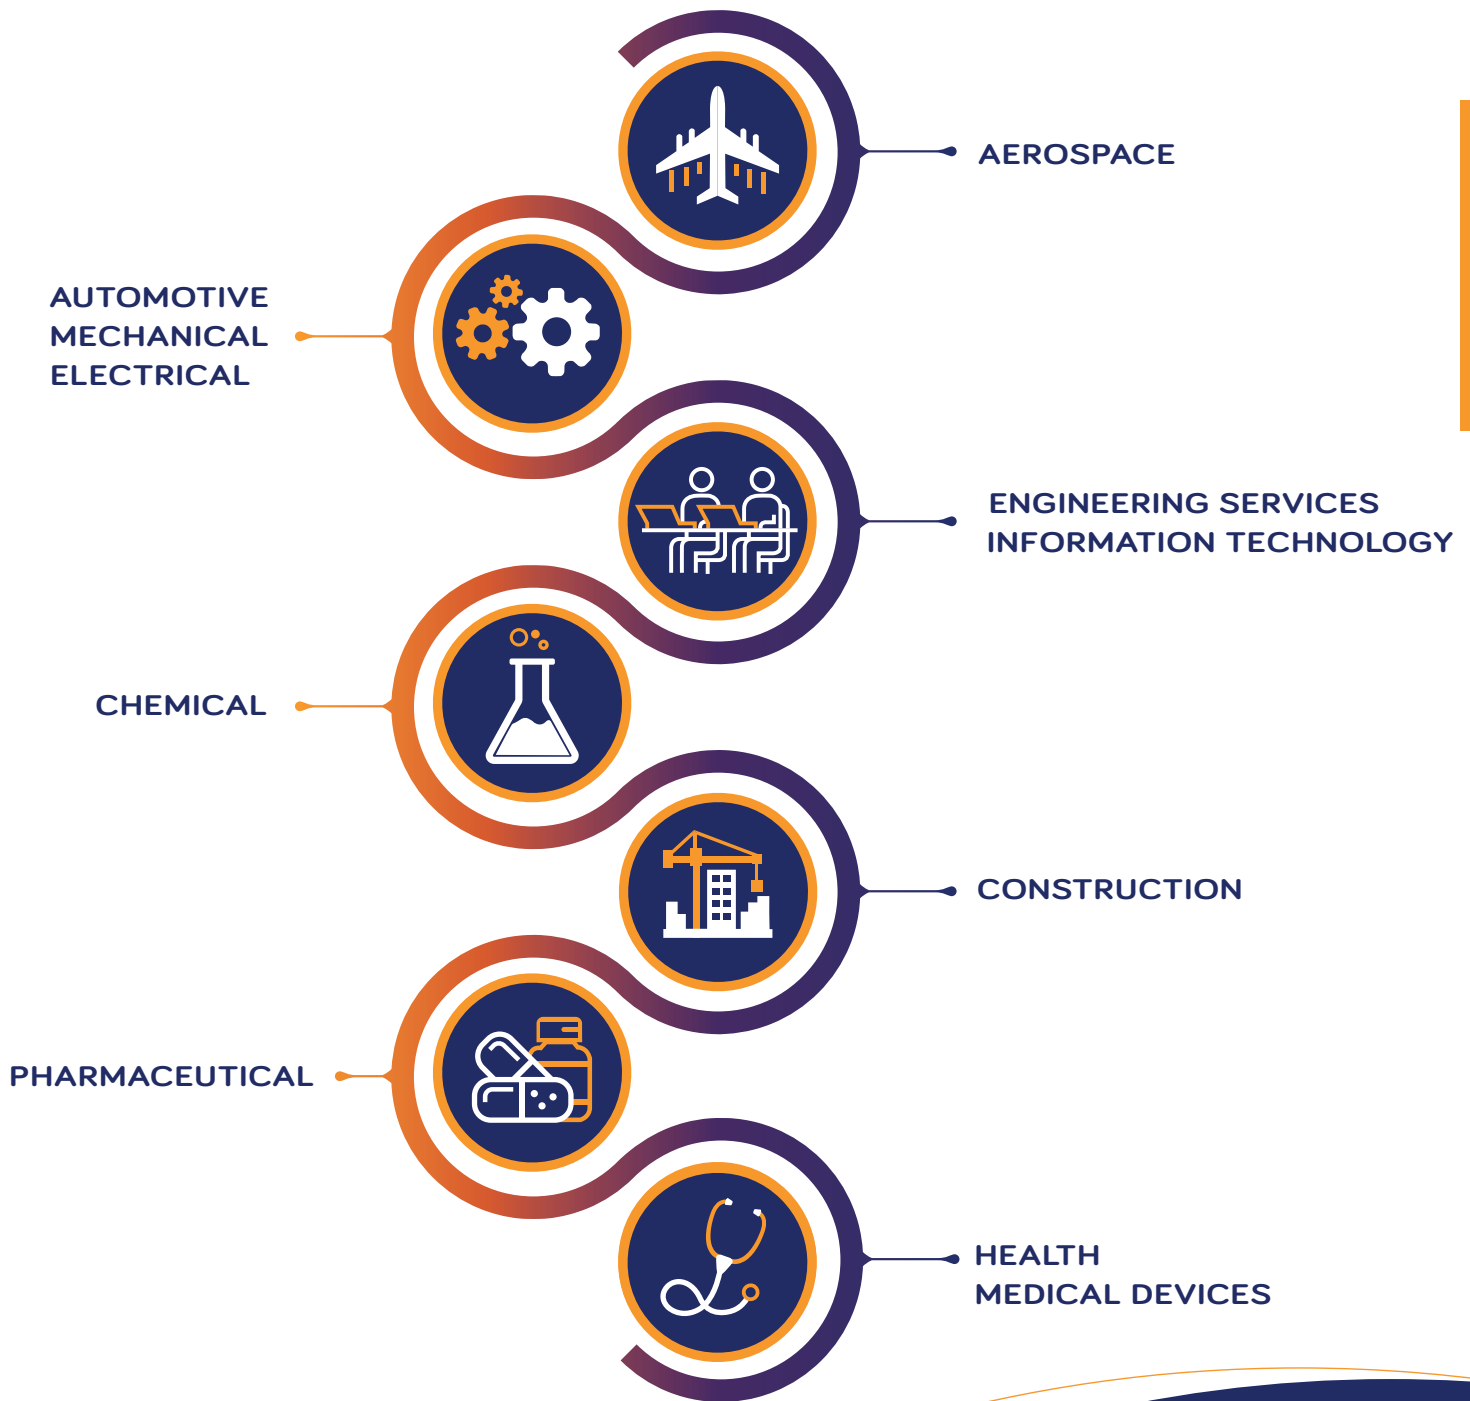 AEROSPACE
AUTOMOTIVE
MECHANICAL
ELECTRICAL
ENGINEERING SERVICES
INFORMATION TECHNOLOGY
CHEMICAL
CONSTRUCTION
PHARMACEUTICAL
HEALTH
MEDICAL DEVICES